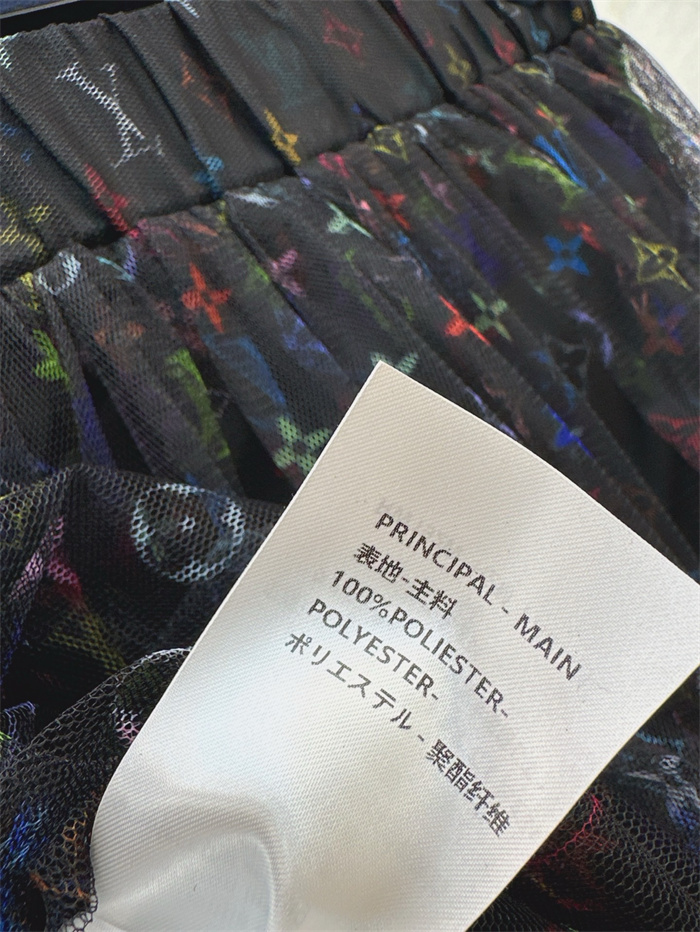 PRINCIPAL - MAIN
表地-主料
100%POLIESTER-
POLYESTER-
ポリエステル - 聚酯纤维